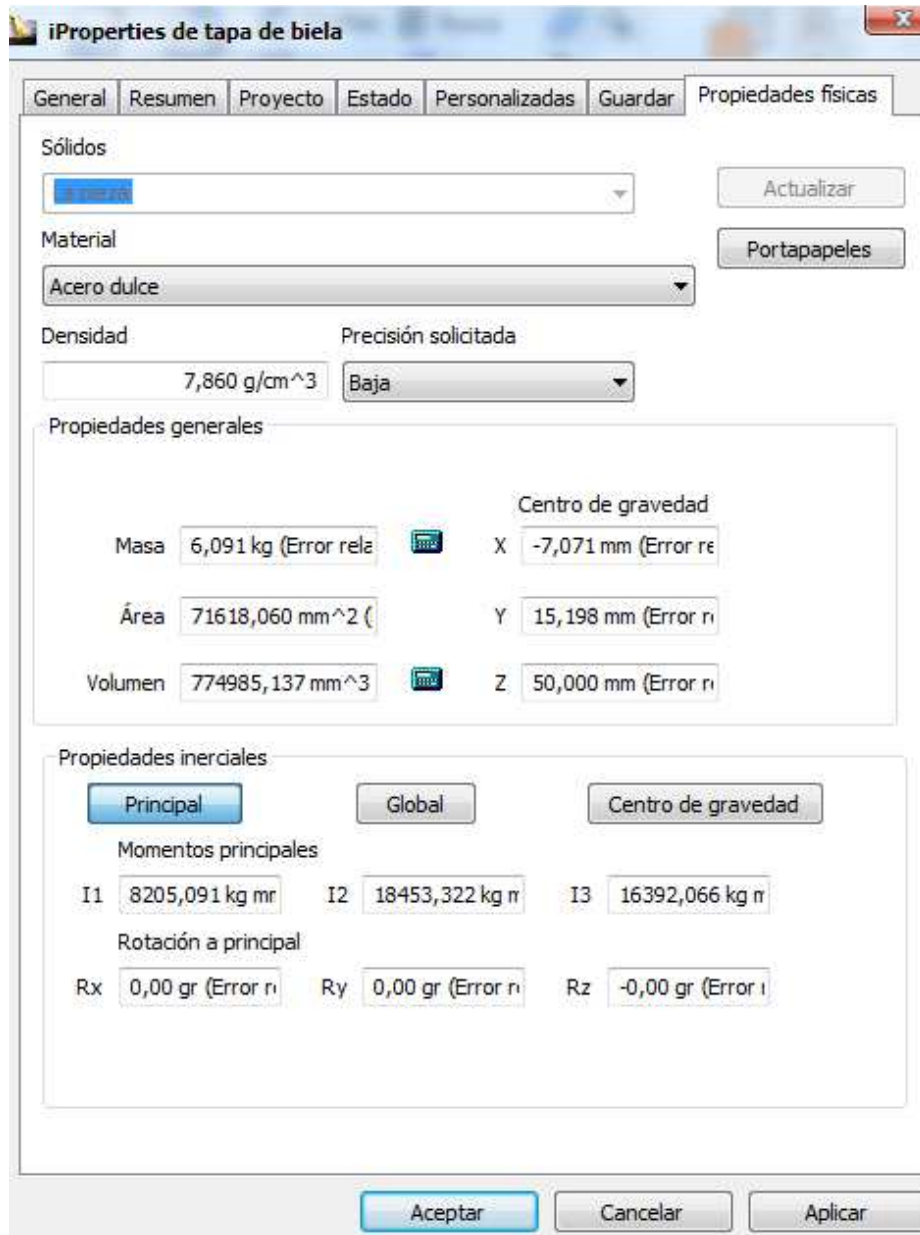 iProperties de tapa de biela
General Resumen Proyecto Estado Personalizadas Guardar Propiedades físicas
Sólidos
Actualizar
Material
Portapapeles
Acero dulce
Densidad Precisión solicitada
7,860 g/cm^3 Baja
Propiedades generales
Centro de gravedad
Masa 6,091 kg (Error rela X -7,071 mm (Error re
Área 71618,060 mm^2 ( Y 15,198 mm (Error r
Volumen 774985,137 mm^3 Z 50,000 mm (Error r
Propiedades inerciales
Principal Global Centro de gravedad
Momentos principales
I1 8205,091 kg mr I2 18453,322 kg m I3 16392,066 kg m
Rotación a principal
Rx 0,00 gr (Error r Ry 0,00 gr (Error r Rz -0,00 gr (Error
Aceptar Cancelar Aplicar